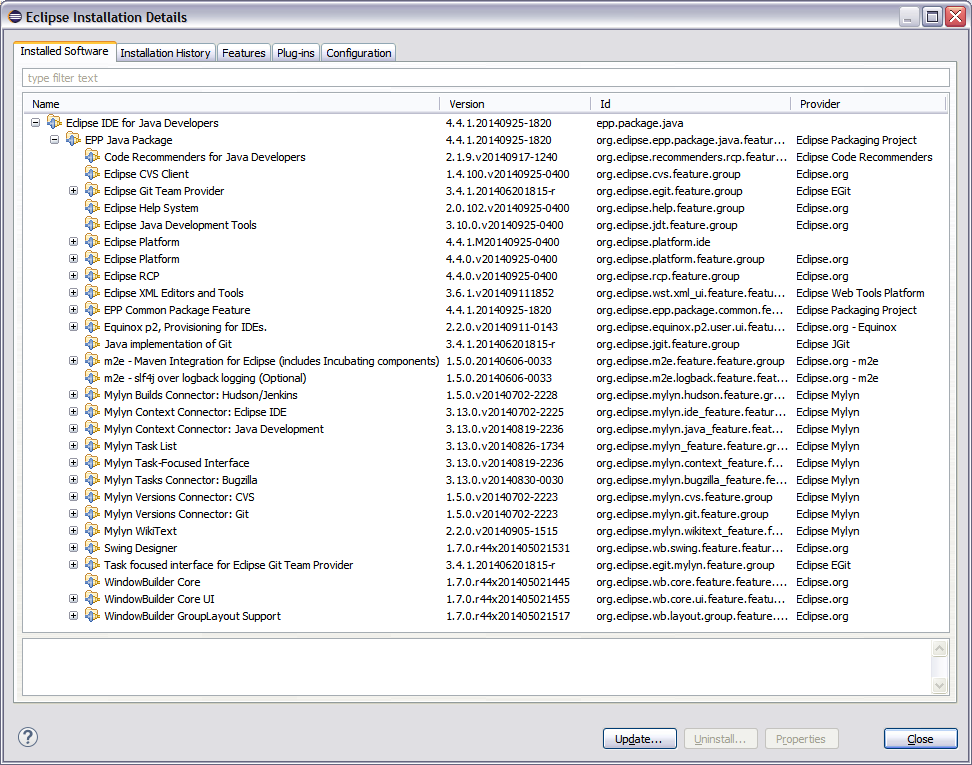 Eclipse Installation Details
Installed Software Installation History Features Plug-ins Configuration
type filter text
Name Version Id Provider
Eclipse IDE for Java Developers 4.4.1.20140925-1820 epp.package.java
EPP Java Package 4.4.1.20140925-1820 org.eclipse.epp.package.java.featur... Eclipse Packaging Project
Code Recommenders for Java Developers 2.1.9.v20140917-1240 org.eclipse.recommenders.rcp.featur... Eclipse Code Recommenders
Eclipse CVS Client 1.4.100.v20140925-0400 org.eclipse.cvs.feature.group Eclipse.org
Eclipse Git Team Provider 3.4.1.201406201815-r org.eclipse.egit.feature.group Eclipse EGit
Eclipse Help System 2.0.102.v20140925-0400 org.eclipse.help.feature.group Eclipse.org
Eclipse Java Development Tools 3.10.0.v20140925-0400 org.eclipse.jdt.feature.group Eclipse.org
Eclipse Platform 4.4.1.M20140925-0400 org.eclipse.platform.ide
Eclipse Platform 4.4.0.v20140925-0400 org.eclipse.platform.feature.group Eclipse.org
Eclipse RCP 4.4.0.v20140925-0400 org.eclipse.rcp.feature.group Eclipse.org
Eclipse XML Editors and Tools 3.6.1.v201409111852 org.eclipse.wst.xml_ui.feature.featu... Eclipse Web Tools Platform
EPP Common Package Feature 4.4.1.20140925-1820 org.eclipse.epp.package.common.fe... Eclipse Packaging Project
Equinox p2, Provisioning for IDEs. 2.2.0.v20140911-0143 org.eclipse.equinox.p2.user.ui.featu... Eclipse.org - Equinox
Java implementation of Git 3.4.1.201406201815-r org.eclipse.jgit.feature.group Eclipse JGit
m2e - Maven Integration for Eclipse (includes Incubating components) 1.5.0.20140606-0033 org.eclipse.m2e.feature.feature.group Eclipse.org - m2e
m2e - slf4j over logback logging (Optional) 1.5.0.20140606-0033 org.eclipse.m2e.logback.feature.feat... Eclipse.org - m2e
Mylyn Builds Connector: Hudson/Jenkins 1.5.0.v20140702-2228 org.eclipse.mylyn.hudson.feature.gr... Eclipse Mylyn
Mylyn Context Connector: Eclipse IDE 3.13.0.v20140702-2225 org.eclipse.mylyn.ide_feature.featur... Eclipse Mylyn
Mylyn Context Connector: Java Development 3.13.0.v20140819-2236 org.eclipse.mylyn.java_feature.feat... Eclipse Mylyn
Mylyn Task List 3.13.0.v20140826-1734 org.eclipse.mylyn_feature.feature.gr... Eclipse Mylyn
Mylyn Task-Focused Interface 3.13.0.v20140819-2236 org.eclipse.mylyn.context_feature.f... Eclipse Mylyn
Mylyn Tasks Connector: Bugzilla 3.13.0.v20140830-0030 org.eclipse.mylyn.bugzilla_feature.fe... Eclipse Mylyn
Mylyn Versions Connector: CVS 1.5.0.v20140702-2223 org.eclipse.mylyn.cvs.feature.group Eclipse Mylyn
Mylyn Versions Connector: Git 1.5.0.v20140702-2223 org.eclipse.mylyn.git.feature.group Eclipse Mylyn
Mylyn WikiText 2.2.0.v20140905-1515 org.eclipse.mylyn.wikitext_feature.f... Eclipse Mylyn
Swing Designer 1.7.0.r44x201405021531 org.eclipse.wb.swing.feature.featur... Eclipse.org
Task focused interface for Eclipse Git Team Provider 3.4.1.201406201815-r org.eclipse.egit.mylyn.feature.group Eclipse EGit
WindowBuilder Core 1.7.0.r44x201405021445 org.eclipse.wb.core.feature.feature.... Eclipse.org
WindowBuilder Core UI 1.7.0.r44x201405021455 org.eclipse.wb.core.ui.feature.featu... Eclipse.org
WindowBuilder GroupLayout Support 1.7.0.r44x201405021517 org.eclipse.wb.layout.group.feature.... Eclipse.org
Update... Uninstall... Properties Close